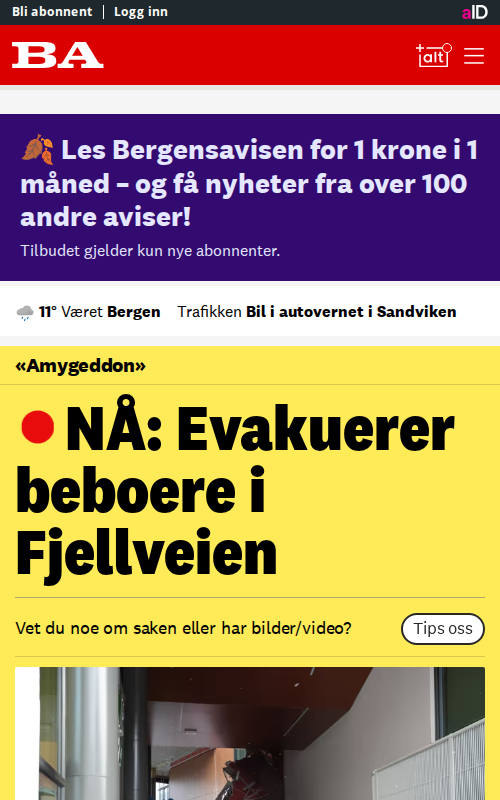 Bli abonnent | Logg inn
aID
BA
+alt
Les Bergensavisen for 1 krone i 1
måned – og få nyheter fra over 100
andre aviser!
Tilbudet gjelder kun nye abonnenter.
11° Været Bergen Trafikken Bil i autovernet i Sandviken
«Amygeddon»
NÅ: Evakuerer
beboere i
Fjellveien
Vet du noe om saken eller har bilder/video?
Tips oss